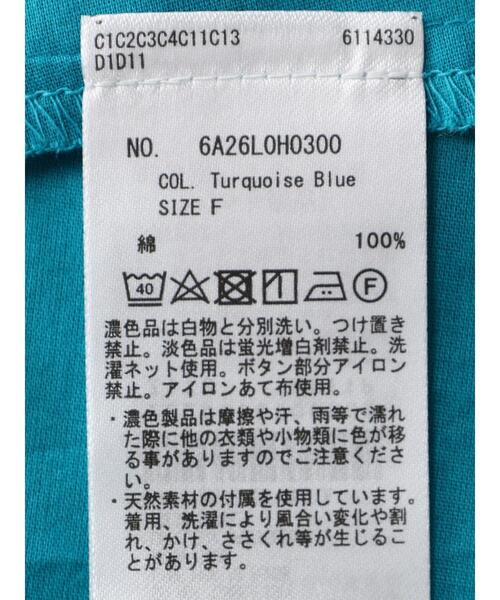 C1C2C3C4C11C13 6114330
D1D11
NO. 6A26L0H0300
COL. Turquoise Blue
SIZE F
綿 100%
40 F
濃色品は白物と分別洗い。つけ置き
禁止。淡色品は蛍光増白剤禁止。洗
濯ネット使用。ボタン部分アイロン
禁止。アイロンあて布使用。
・濃色製品は摩擦や汗、雨等で濡れ
た際に他の衣類や小物類に色が移
る事がありますのでご注意くださ
い。
・天然素材の付属を使用しています。
着用、洗濯により風合い変化や割
れ、かけ、ささくれ等が生じるこ
とがあります。